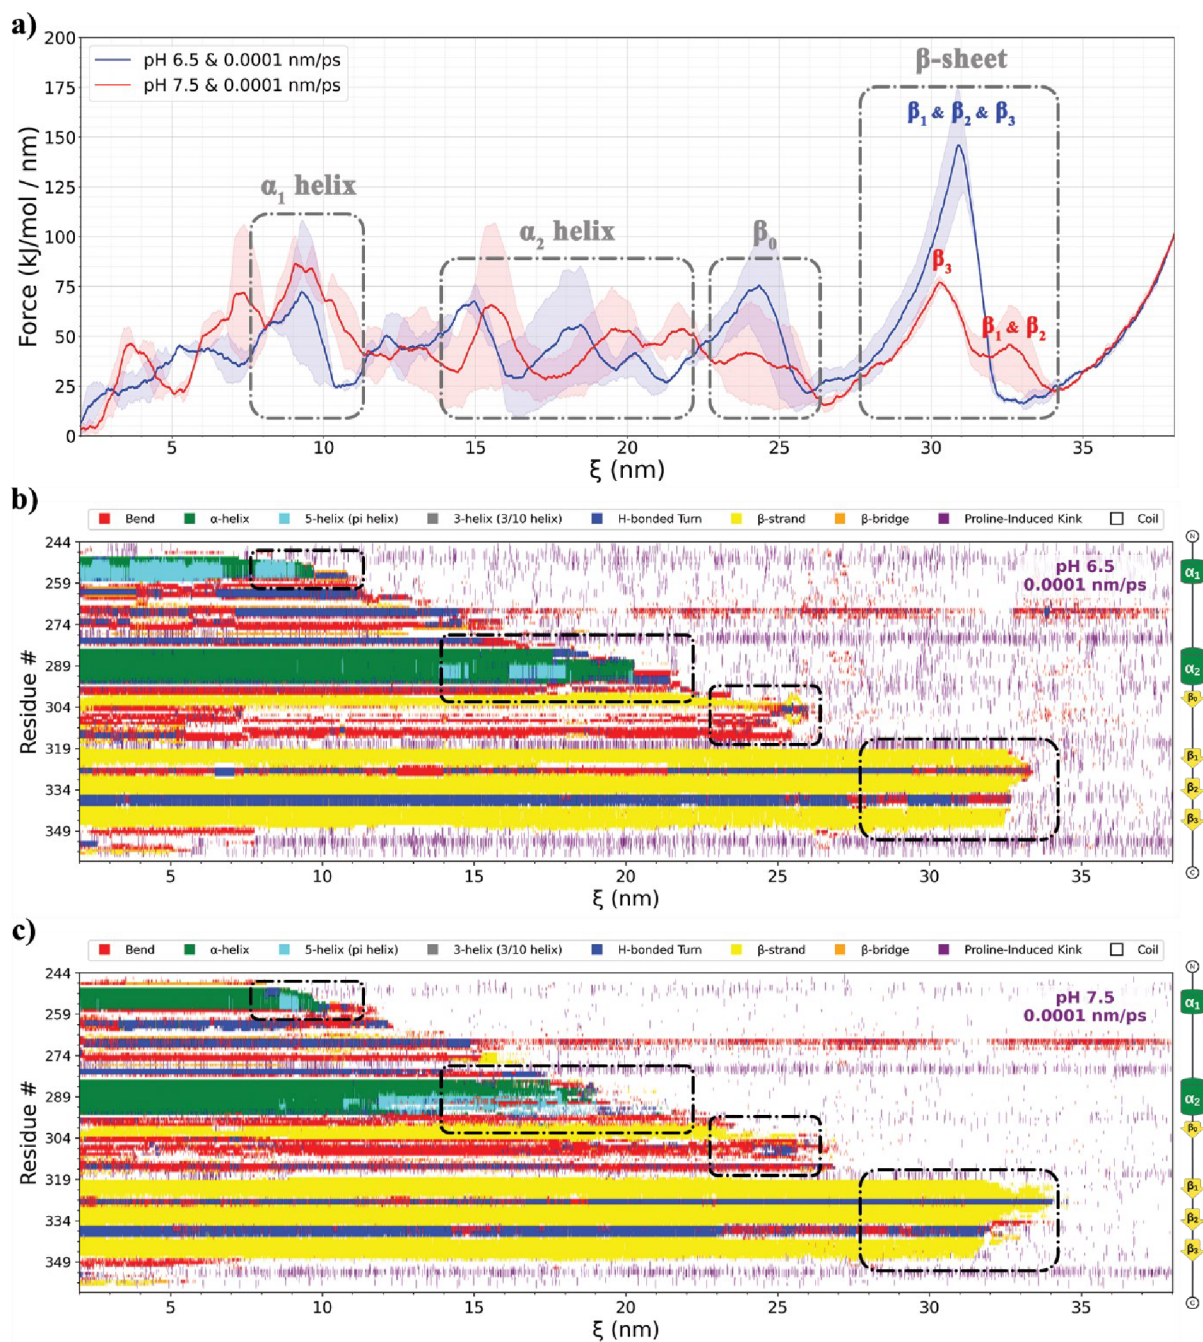 a)
200
175
150
125
100
75
50
25
0
Force (kJ/mol / nm)
pH 6.5 & 0.0001 nm/ps
pH 7.5 & 0.0001 nm/ps
α1 helix
α2 helix
β0
β-sheet
β1 & β2 & β3
β3
β1 & β2
5 10 15 20 25 30 35
ξ (nm)
b)
Bend α-helix 5-helix (pi helix) 3-helix (3/10 helix) H-bonded Turn β-strand β-bridge Proline-Induced Kink Coil
pH 6.5
0.0001 nm/ps
244
259
274
289
304
319
334
349
Residue #
N
α1
α2
β0
β1
β2
β3
C
5 10 15 20 25 30 35
ξ (nm)
c)
Bend α-helix 5-helix (pi helix) 3-helix (3/10 helix) H-bonded Turn β-strand β-bridge Proline-Induced Kink Coil
pH 7.5
0.0001 nm/ps
244
259
274
289
304
319
334
349
Residue #
N
α1
α2
β0
β1
β2
β3
C
5 10 15 20 25 30 35
ξ (nm)